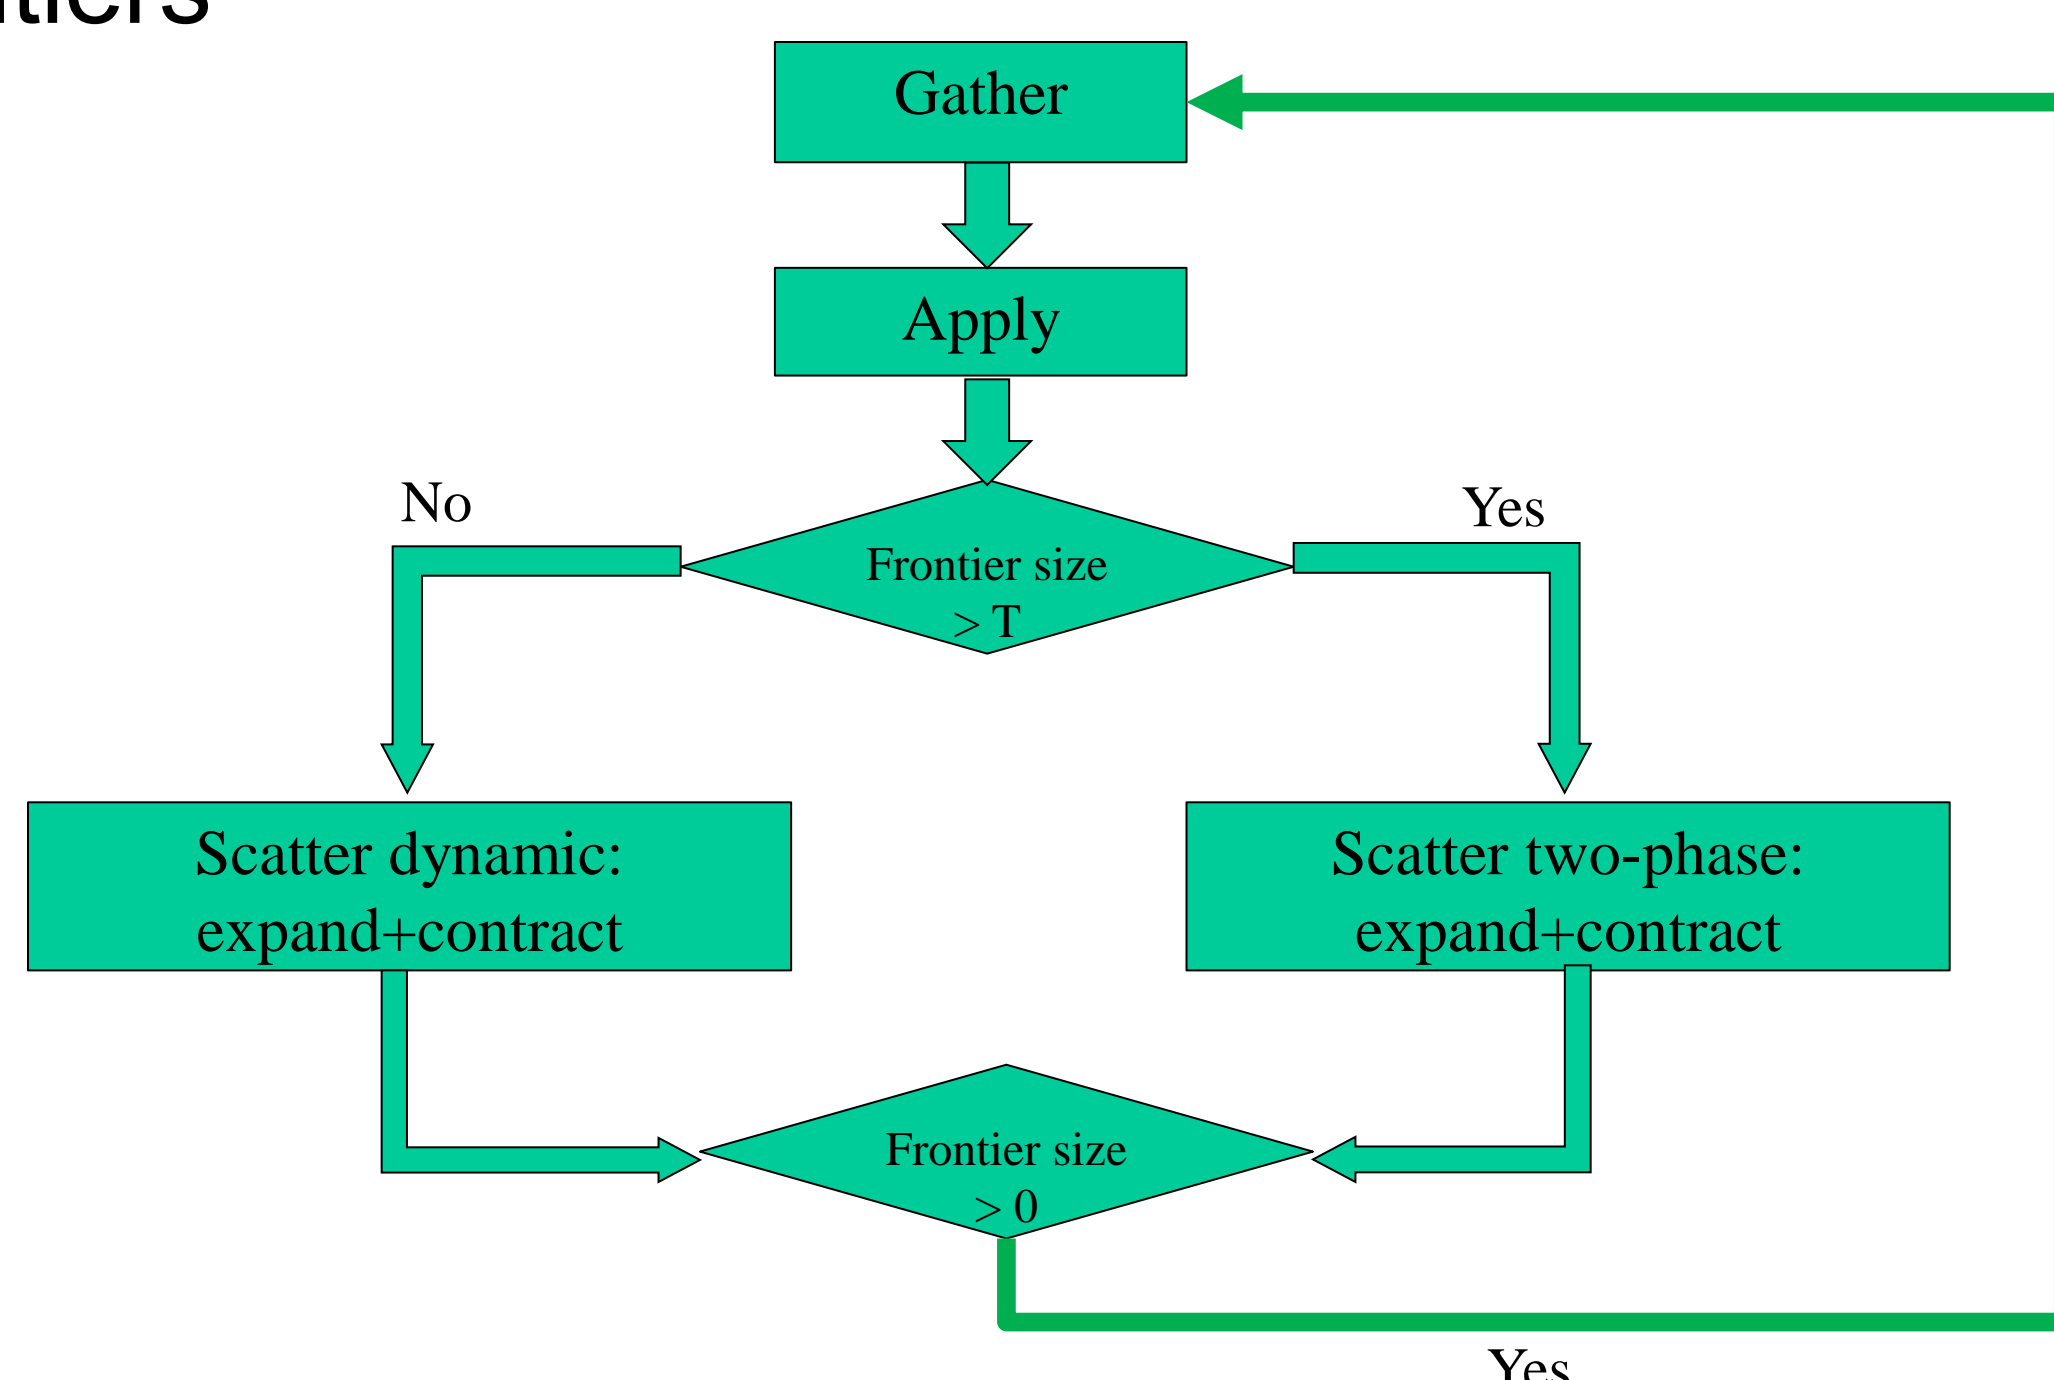 Gather
Apply
No
Yes
Frontier size
> T
Scatter dynamic:
expand+contract
Scatter two-phase:
expand+contract
Frontier size
> 0
Yes